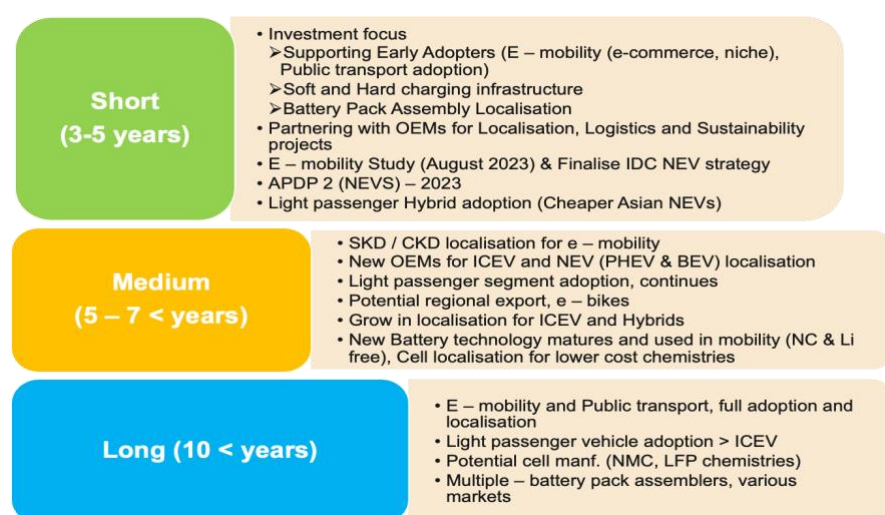 Short
(3-5 years)
• Investment focus
➢Supporting Early Adopters (E – mobility (e-commerce, niche),
Public transport adoption)
➢Soft and Hard charging infrastructure
➢Battery Pack Assembly Localisation
• Partnering with OEMs for Localisation, Logistics and Sustainability
projects
• E – mobility Study (August 2023) & Finalise IDC NEV strategy
• APDP 2 (NEVS) – 2023
• Light passenger Hybrid adoption (Cheaper Asian NEVs)
Medium
(5 – 7 < years)
• SKD / CKD localisation for e – mobility
• New OEMs for ICEV and NEV (PHEV & BEV) localisation
• Light passenger segment adoption, continues
• Potential regional export, e – bikes
• Grow in localisation for ICEV and Hybrids
• New Battery technology matures and used in mobility (NC & Li
free), Cell localisation for lower cost chemistries
Long (10 < years)
• E – mobility and Public transport, full adoption and
localisation
• Light passenger vehicle adoption > ICEV
• Potential cell manf. (NMC, LFP chemistries)
• Multiple – battery pack assemblers, various
markets